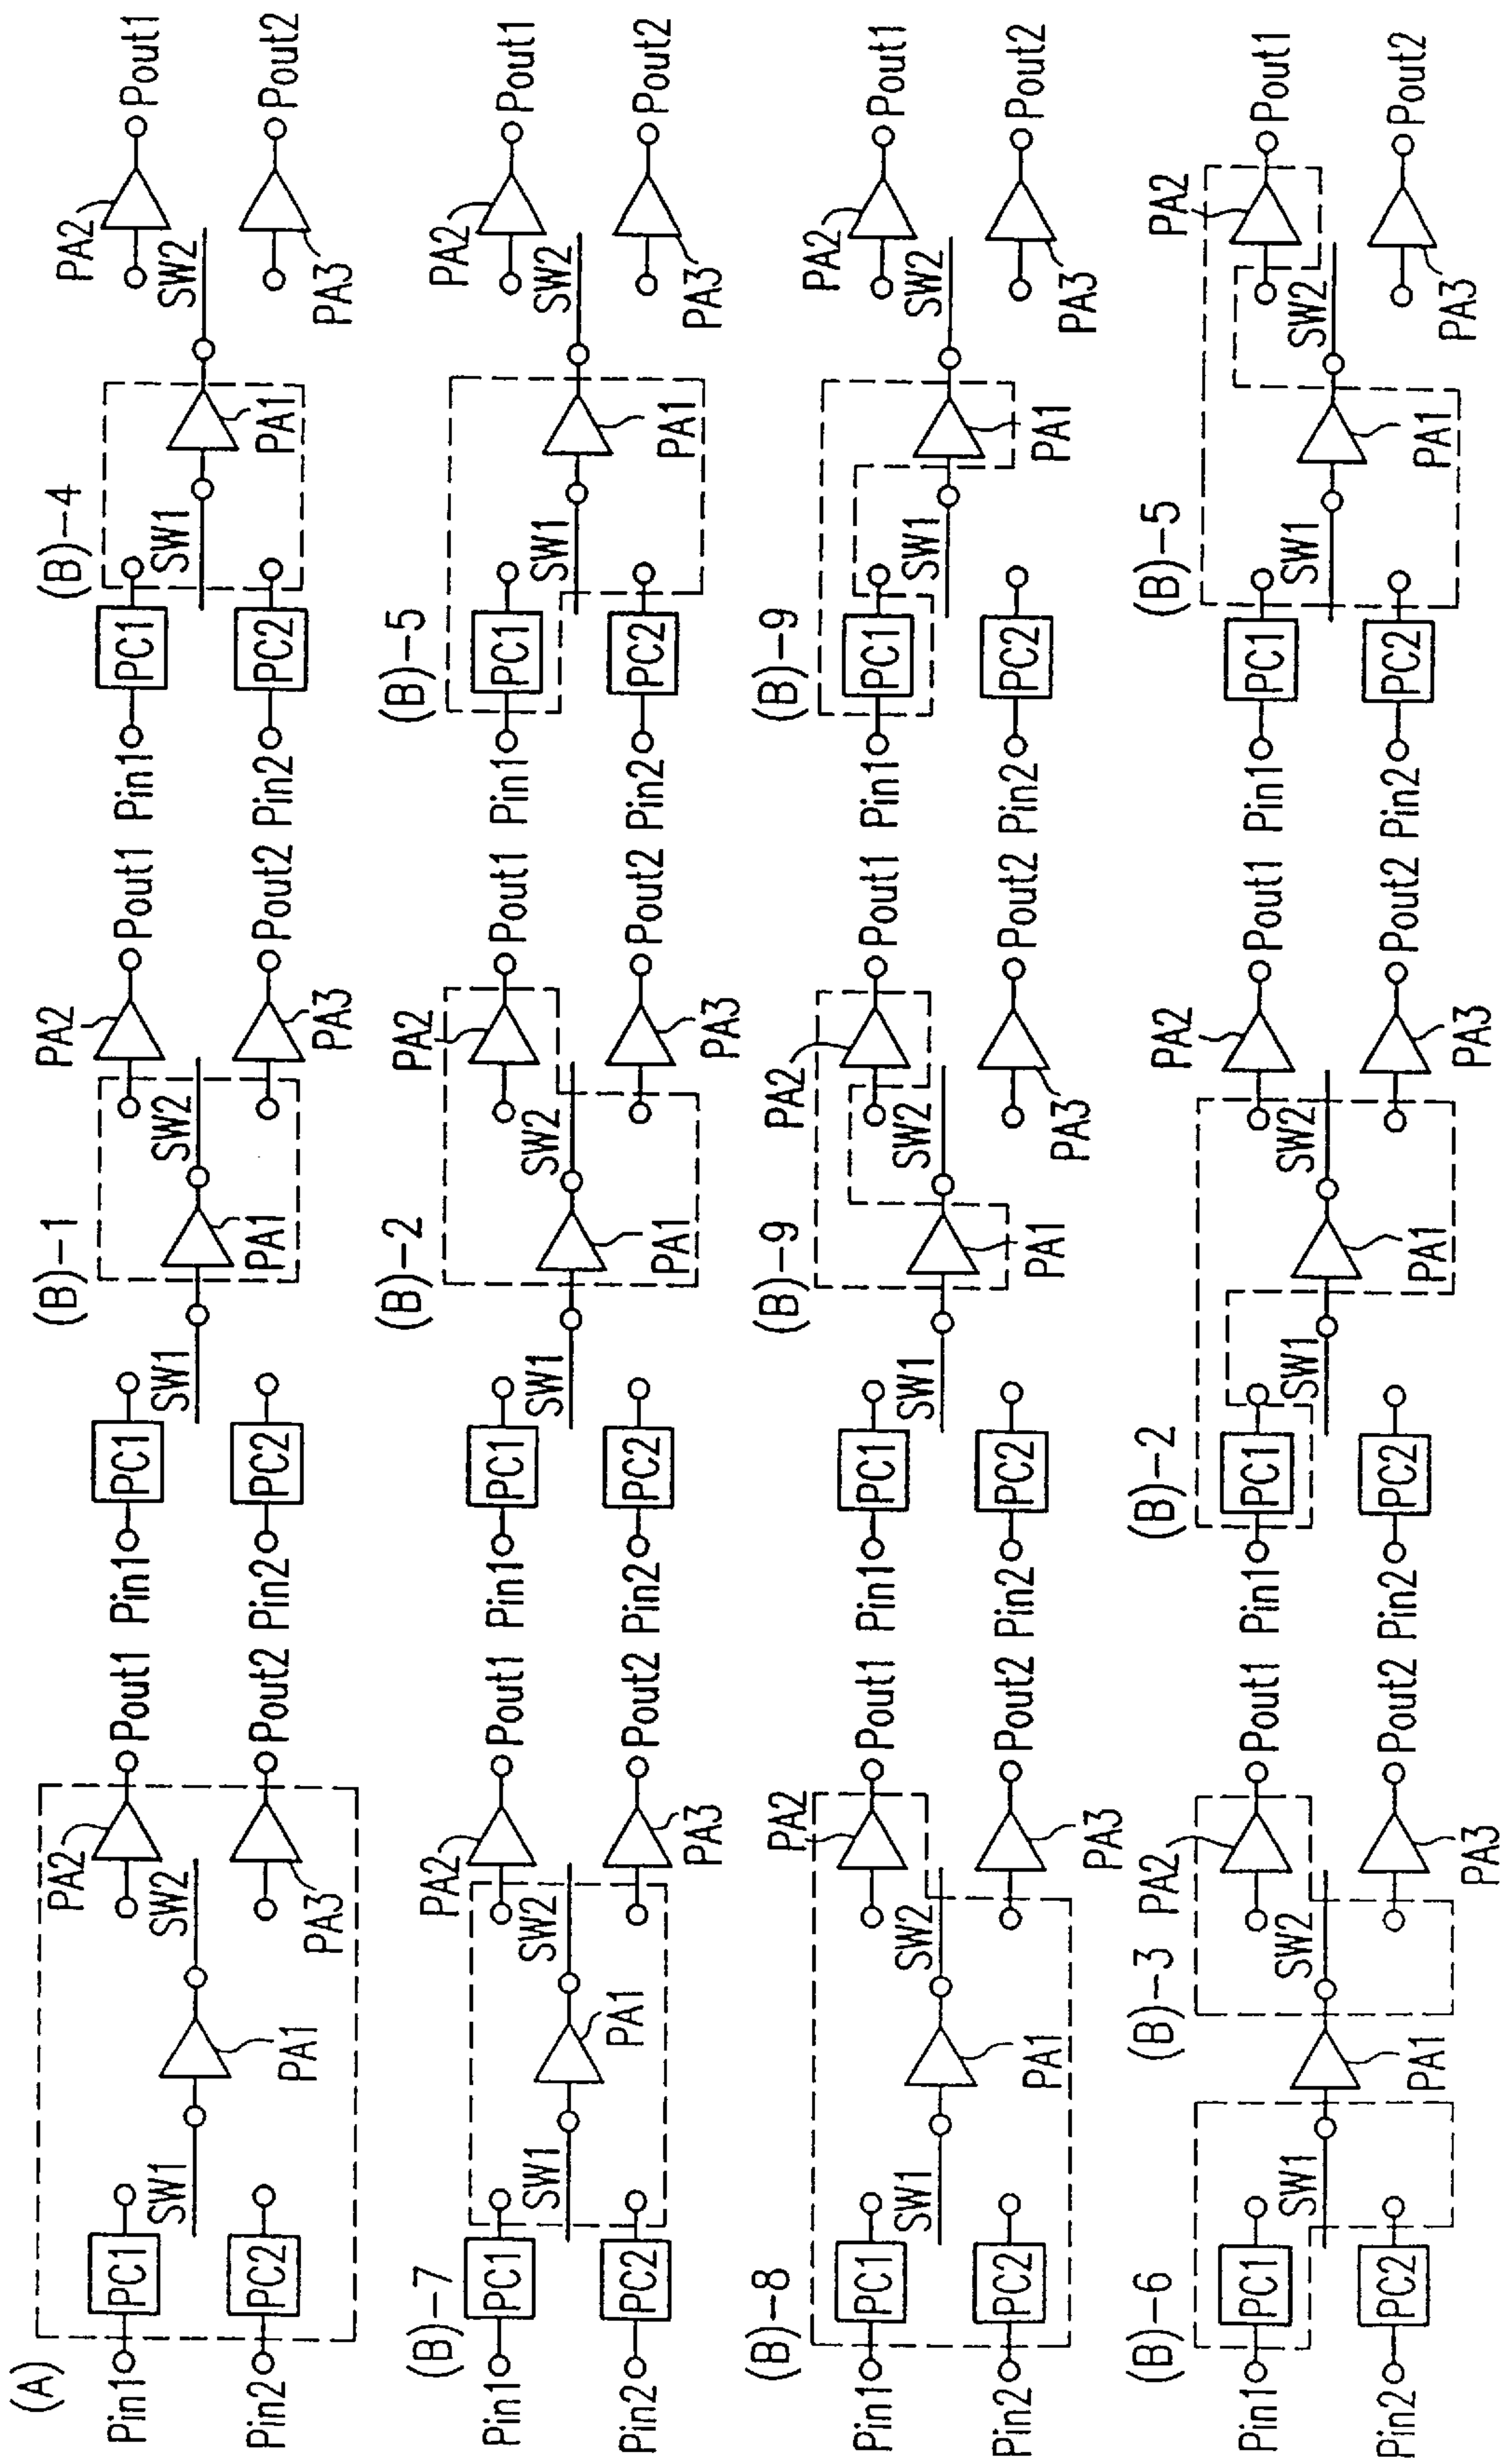 (A)
Pin1
PC1
SW1
PA1
SW2
PA2
Pout1
Pin2
PC2
PA3
Pout2
(B)-1
Pin1
PC1
SW1
PA1
SW2
PA2
Pout1
Pin2
PC2
PA3
Pout2
(B)-4
Pin1
PC1
SW1
PA1
SW2
PA2
Pout1
Pin2
PC2
PA3
Pout2
(B)-7
Pin1
PC1
SW1
PA1
SW2
PA2
Pout1
Pin2
PC2
PA3
Pout2
(B)-2
Pin1
PC1
SW1
PA1
SW2
PA2
Pout1
Pin2
PC2
PA3
Pout2
(B)-5
Pin1
PC1
SW1
PA1
SW2
PA2
Pout1
Pin2
PC2
PA3
Pout2
(B)-8
Pin1
PC1
SW1
PA1
SW2
PA2
Pout1
Pin2
PC2
PA3
Pout2
(B)-9
Pin1
PC1
SW1
PA1
SW2
PA2
Pout1
Pin2
PC2
PA3
Pout2
(B)-9
Pin1
PC1
SW1
PA1
SW2
PA2
Pout1
Pin2
PC2
PA3
Pout2
(B)-6
(B)-3
Pin1
PC1
SW1
PA1
SW2
PA2
Pout1
Pin2
PC2
PA3
Pout2
(B)-2
Pin1
PC1
SW1
PA1
SW2
PA2
Pout1
Pin2
PC2
PA3
Pout2
(B)-5
Pin1
PC1
SW1
PA1
SW2
PA2
Pout1
Pin2
PC2
PA3
Pout2